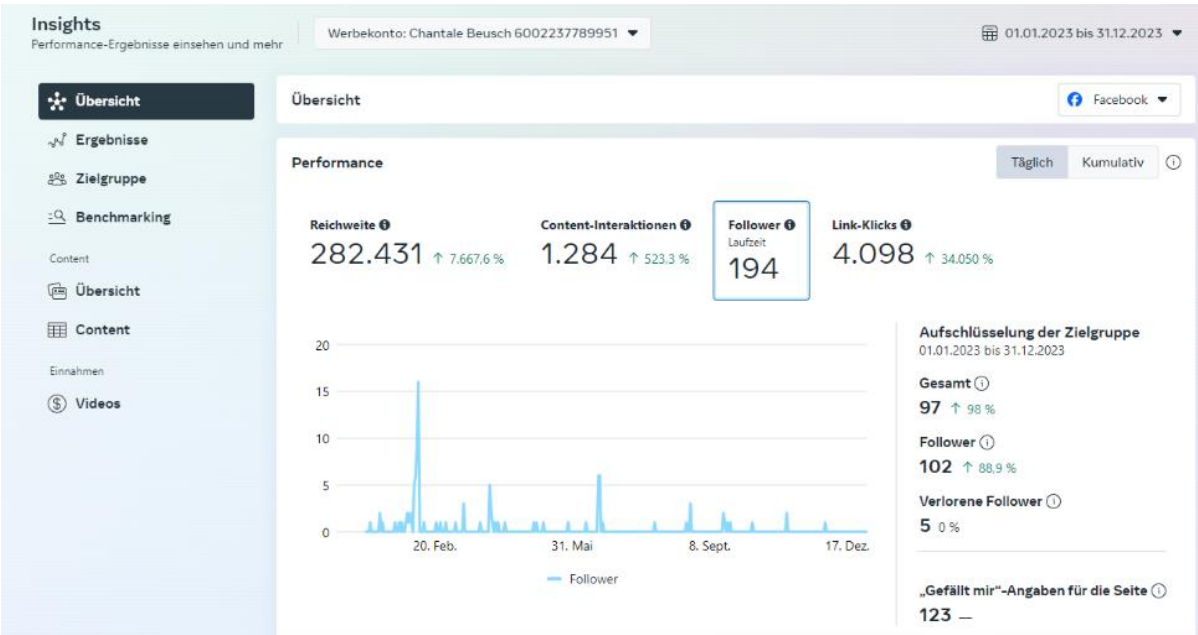 Insights
Performance-Ergebnisse einsehen und mehr
Werbekonto: Chantale Beusch 6002237789951
01.01.2023 bis 31.12.2023
Übersicht
Ergebnisse
Zielgruppe
Benchmarking
Content
Übersicht
Content
Einnahmen
Videos
Übersicht
Facebook
Performance
Täglich Kumulativ
Reichweite
282.431 ↑ 7.667,6 %
Content-Interaktionen
1.284 ↑ 523,3 %
Follower
Laufzeit
194
Link-Klicks
4.098 ↑ 34.050 %
20
15
10
5
0
20. Feb. 31. Mai 8. Sept. 17. Dez.
Follower
Aufschlüsselung der Zielgruppe
01.01.2023 bis 31.12.2023
Gesamt
97 ↑ 98 %
Follower
102 ↑ 88,9 %
Verlorene Follower
5 0 %
„Gefällt mir“-Angaben für die Seite
123 —